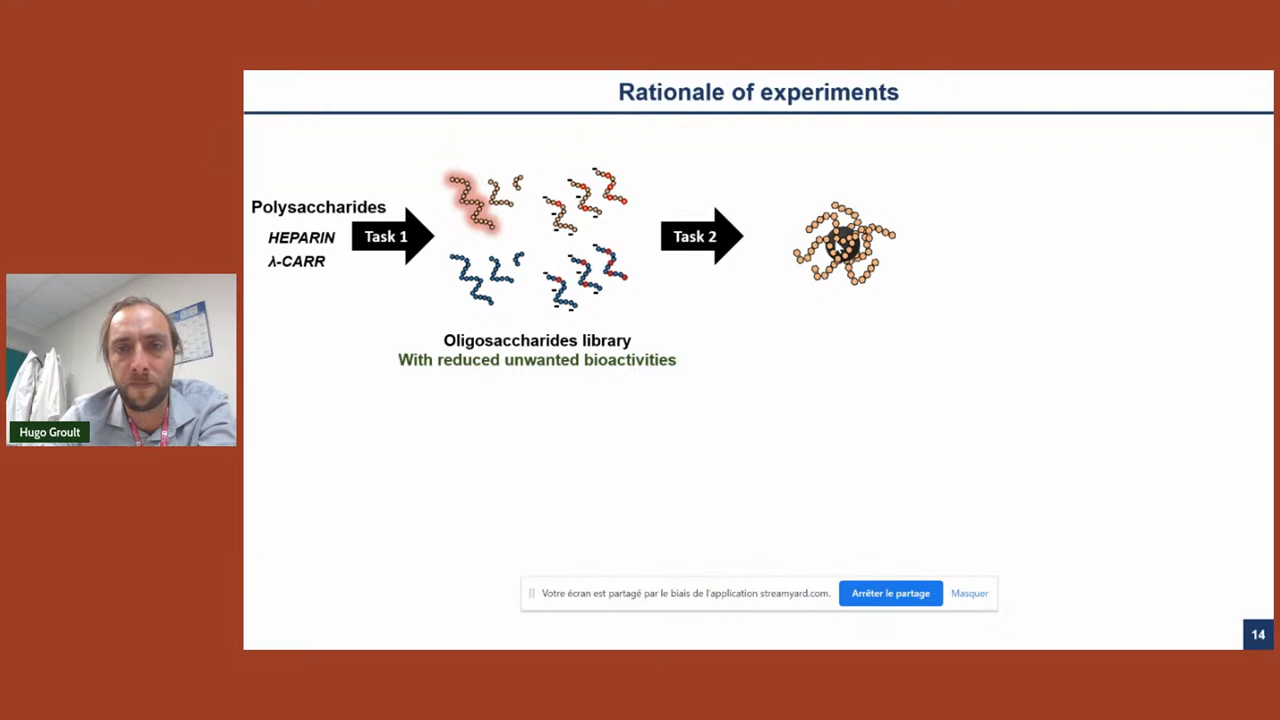 Rationale of experiments
Polysaccharides
HEPARIN
λ-CARR
Task 1
Task 2
Oligosaccharides library
With reduced unwanted bioactivities
Hugo Groult
Votre écran est partagé par le biais de l'application streamyard.com.
Arrêter le partage
Masquer
14